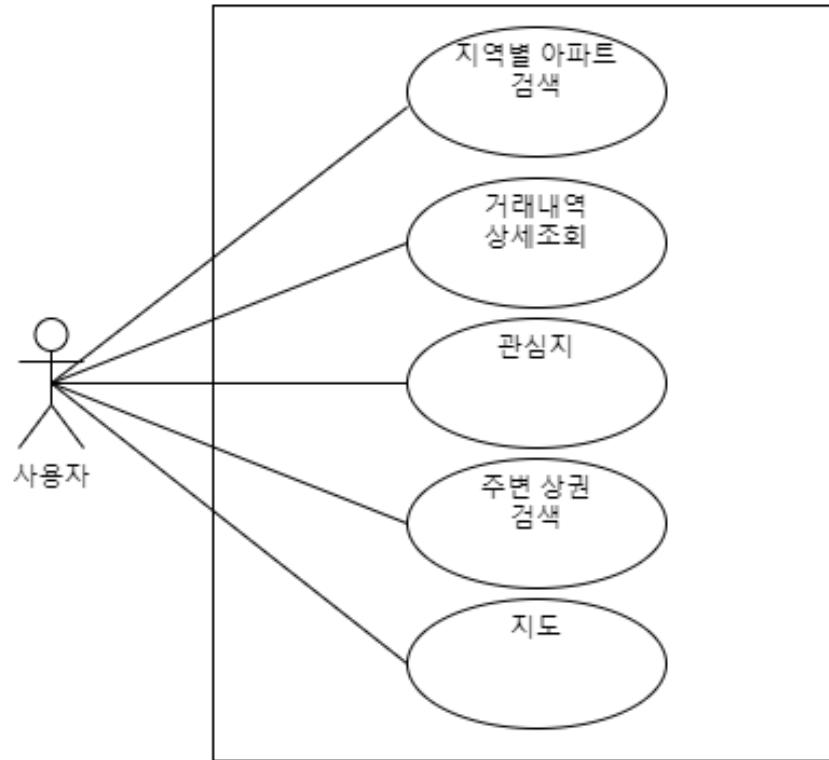 지역별 아파트
검색
거래내역
상세조회
관심지
사용자
주변 상권
검색
지도